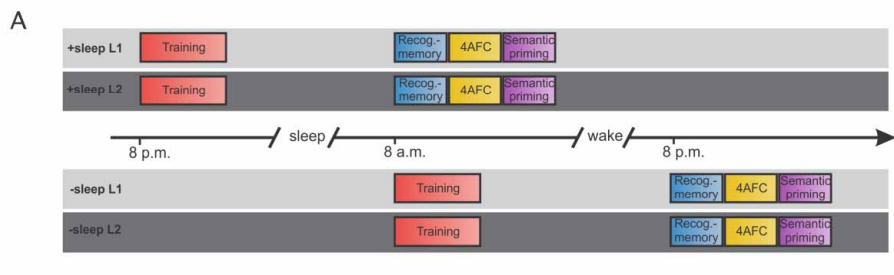 A
+sleep L1
Training
Recog.-
memory
4AFC
Semantic
priming
+sleep L2
Training
Recog.-
memory
4AFC
Semantic
priming
sleep
wake
8 p.m.
8 a.m.
8 p.m.
-sleep L1
Training
Recog.-
memory
4AFC
Semantic
priming
-sleep L2
Training
Recog.-
memory
4AFC
Semantic
priming